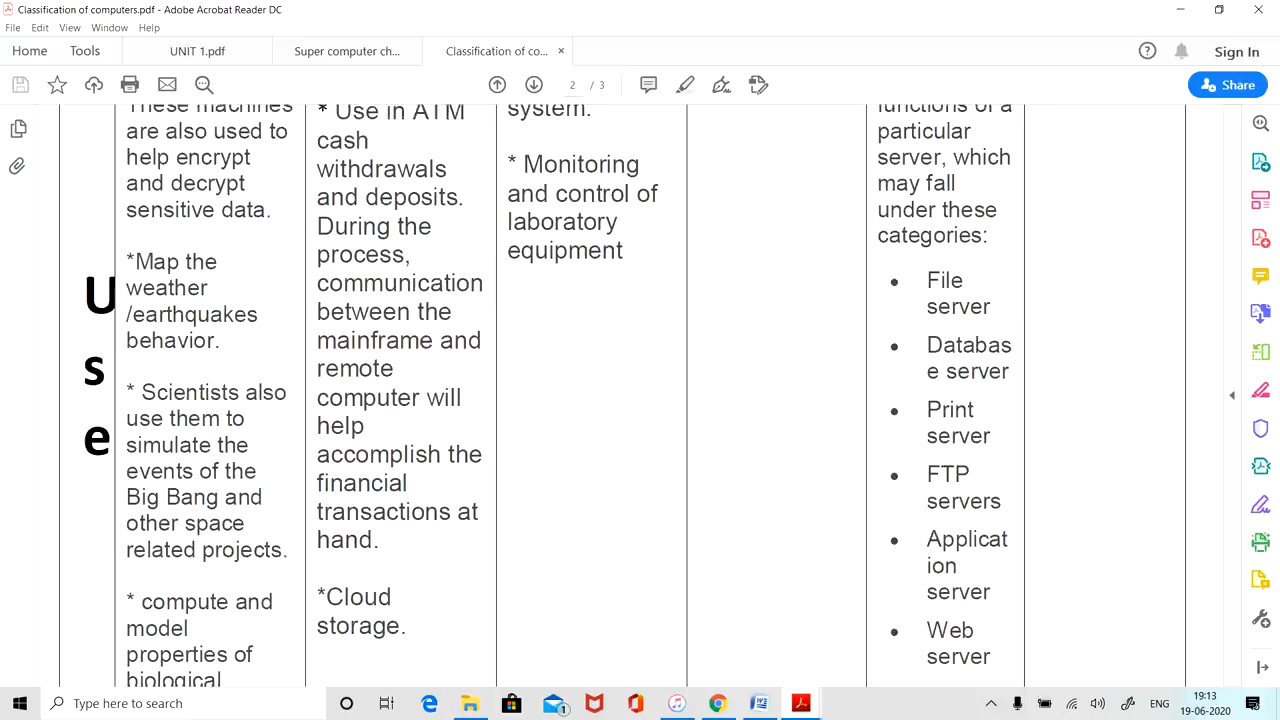 Classification of computers.pdf - Adobe Acrobat Reader DC
File Edit View Window Help
Home Tools UNIT 1.pdf Super computer ch... Classification of co... × Sign In
2 / 3 Share
These machines
are also used to
help encrypt
and decrypt
sensitive data.
*Map the
weather
/earthquakes
behavior.
* Scientists also
use them to
simulate the
events of the
Big Bang and
other space
related projects.
* compute and
model
properties of
biological
U
s
e
* Use in ATM
cash
withdrawals
and deposits.
During the
process,
communication
between the
mainframe and
remote
computer will
help
accomplish the
financial
transactions at
hand.
*Cloud
storage.
system.
* Monitoring
and control of
laboratory
equipment
functions of a
particular
server, which
may fall
under these
categories:
• File
server
• Databas
e server
• Print
server
• FTP
servers
• Applicat
ion
server
• Web
server
Type here to search
1
ENG
19:13
19-06-2020